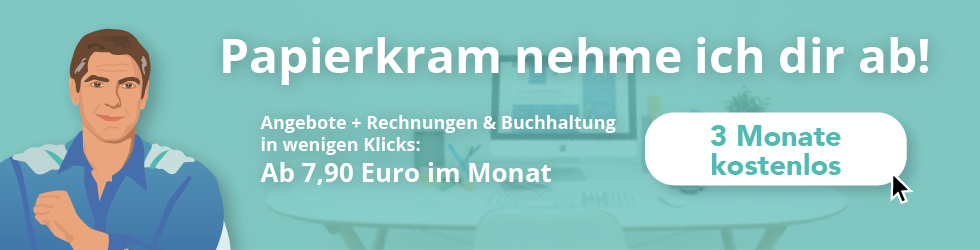 Papierkram nehme ich dir ab!
Angebote + Rechnungen & Buchhaltung
in wenigen Klicks:
Ab 7,90 Euro im Monat
3 Monate
kostenlos